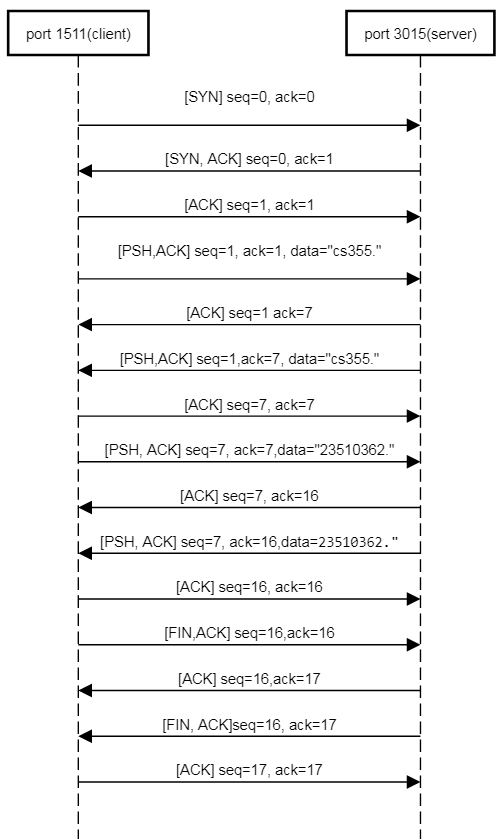 port 1511(client)
port 3015(server)
[SYN] seq=0, ack=0
[SYN, ACK] seq=0, ack=1
[ACK] seq=1, ack=1
[PSH,ACK] seq=1, ack=1, data="cs355."
[ACK] seq=1 ack=7
[PSH,ACK] seq=1,ack=7, data="cs355."
[ACK] seq=7, ack=7
[PSH, ACK] seq=7, ack=7,data="23510362."
[ACK] seq=7, ack=16
[PSH, ACK] seq=7, ack=16,data=23510362."
[ACK] seq=16, ack=16
[FIN,ACK] seq=16,ack=16
[ACK] seq=16,ack=17
[FIN, ACK]seq=16, ack=17
[ACK] seq=17, ack=17